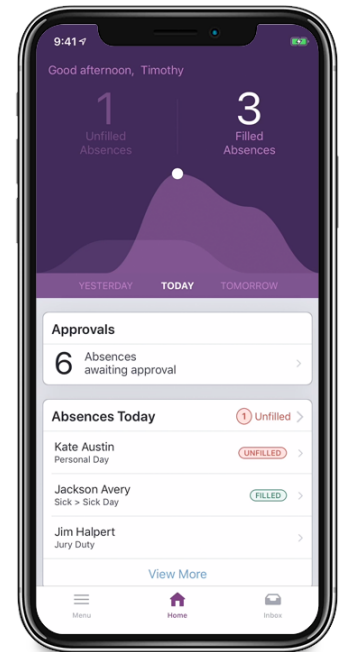 9:41
Good afternoon, Timothy
1
Unfilled
Absences
3
Filled
Absences
YESTERDAY TODAY TOMORROW
Approvals
6 Absences
awaiting approval
Absences Today 1 Unfilled
Kate Austin
Personal Day
UNFILLED
Jackson Avery
Sick > Sick Day
FILLED
Jim Halpert
Jury Duty
View More
Menu Home Inbox